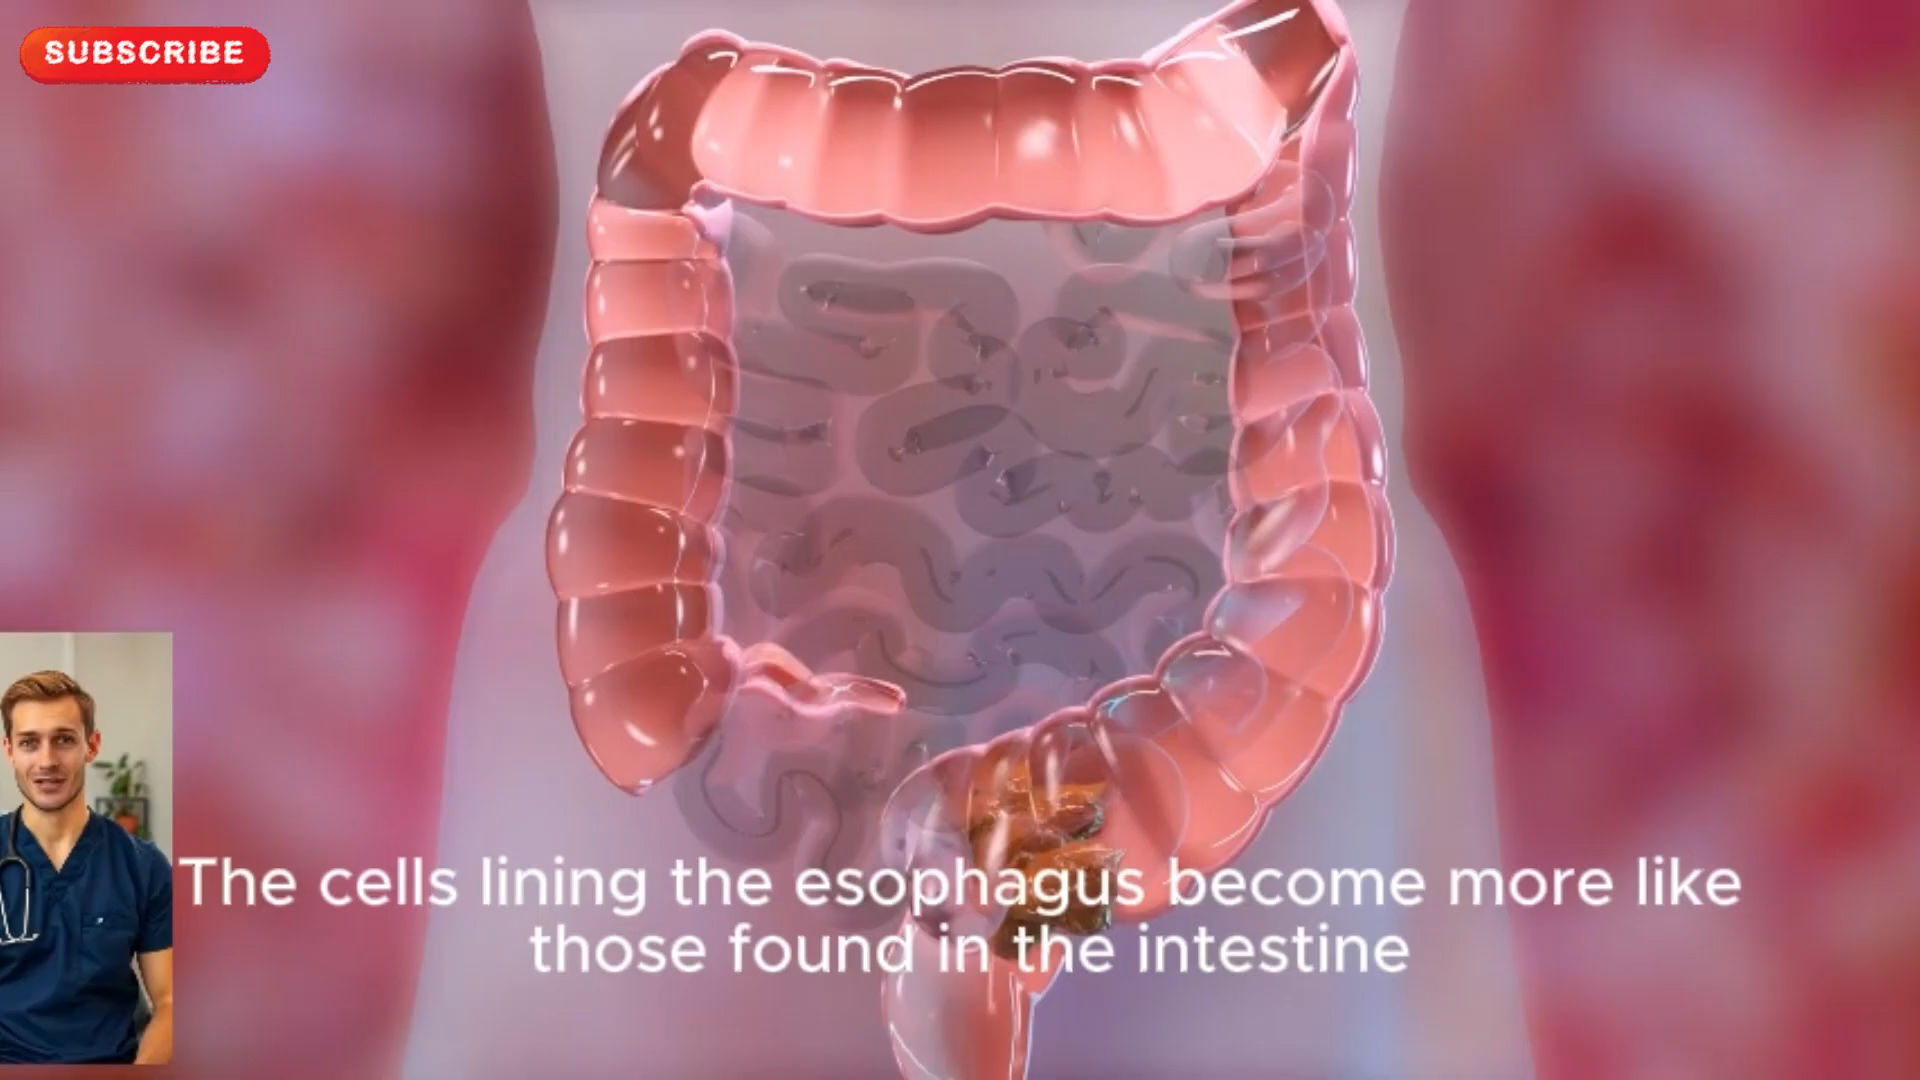 SUBSCRIBE
The cells lining the esophagus become more like
those found in the intestine